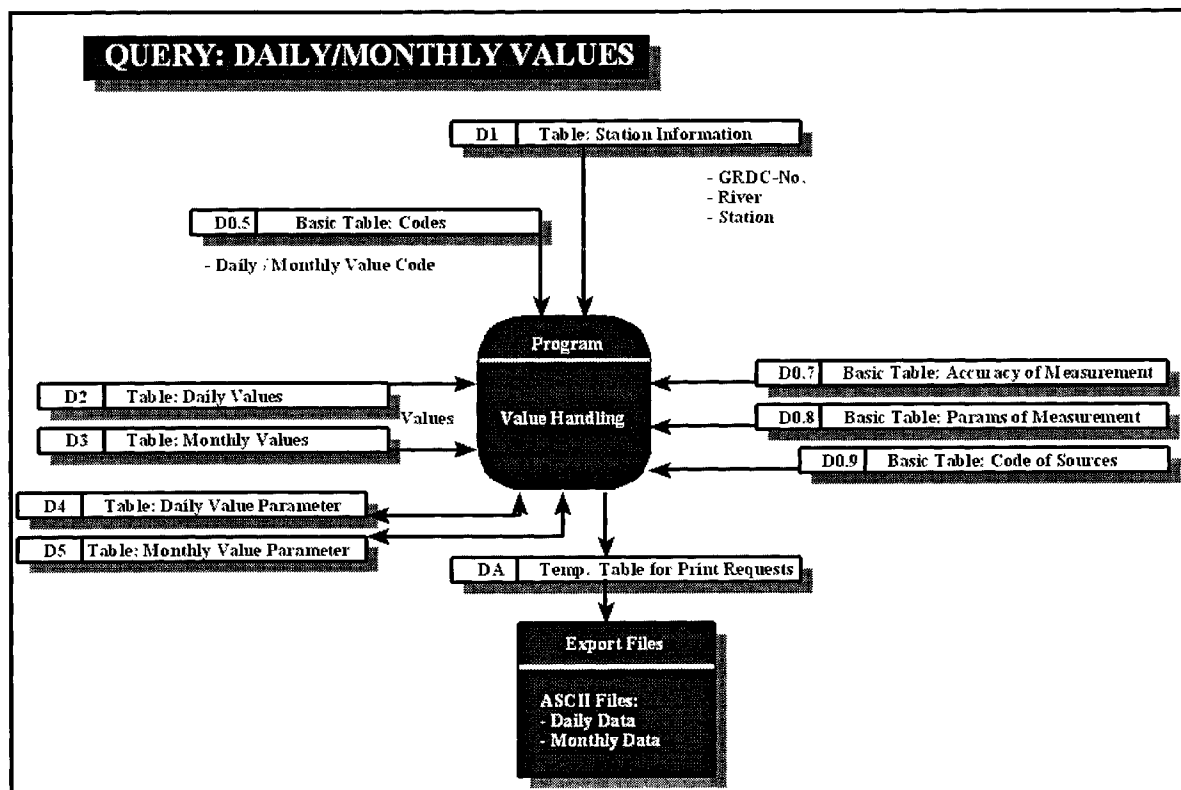 QUERY: DAILY/MONTHLY VALUES
D1 Table: Station Information
- GRDC-No.
- River
- Station
D0.5 Basic Table: Codes
- Daily / Monthly Value Code
Program
Value Handling
D2 Table: Daily Values
Values
D3 Table: Monthly Values
D0.7 Basic Table: Accuracy of Measurement
D0.8 Basic Table: Params of Measurement
D0.9 Basic Table: Code of Sources
D4 Table: Daily Value Parameter
D5 Table: Monthly Value Parameter
DA Temp. Table for Print Requests
Export Files
ASCII Files:
- Daily Data
- Monthly Data